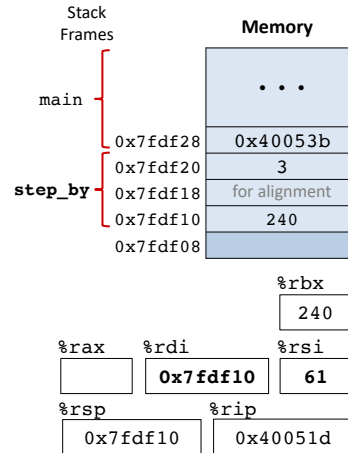 Stack
Frames
Memory
main
• • •
0x7fdf28 0x40053b
0x7fdf20 3
step_by 0x7fdf18 for alignment
0x7fdf10 240
0x7fdf08
%rbx
240
%rax %rdi %rsi
0x7fdf10 61
%rsp %rip
0x7fdf10 0x40051d